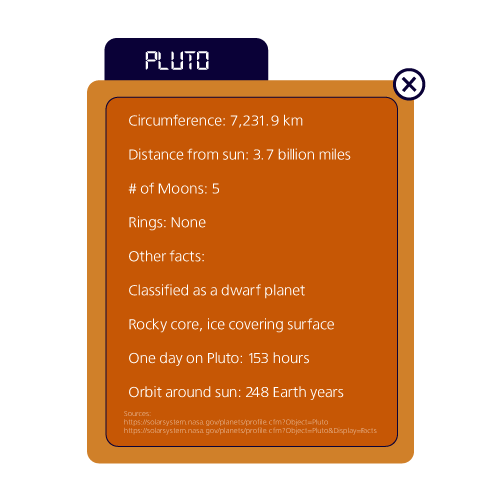 PLUTO
Circumference: 7,231.9 km
Distance from sun: 3.7 billion miles
# of Moons: 5
Rings: None
Other facts:
Classified as a dwarf planet
Rocky core, ice covering surface
One day on Pluto: 153 hours
Orbit around sun: 248 Earth years
Sources:
https://solarsystem.nasa.gov/planets/profile.cfm?Object=Pluto
https://solarsystem.nasa.gov/planets/profile.cfm?Object=Pluto&Display=Facts